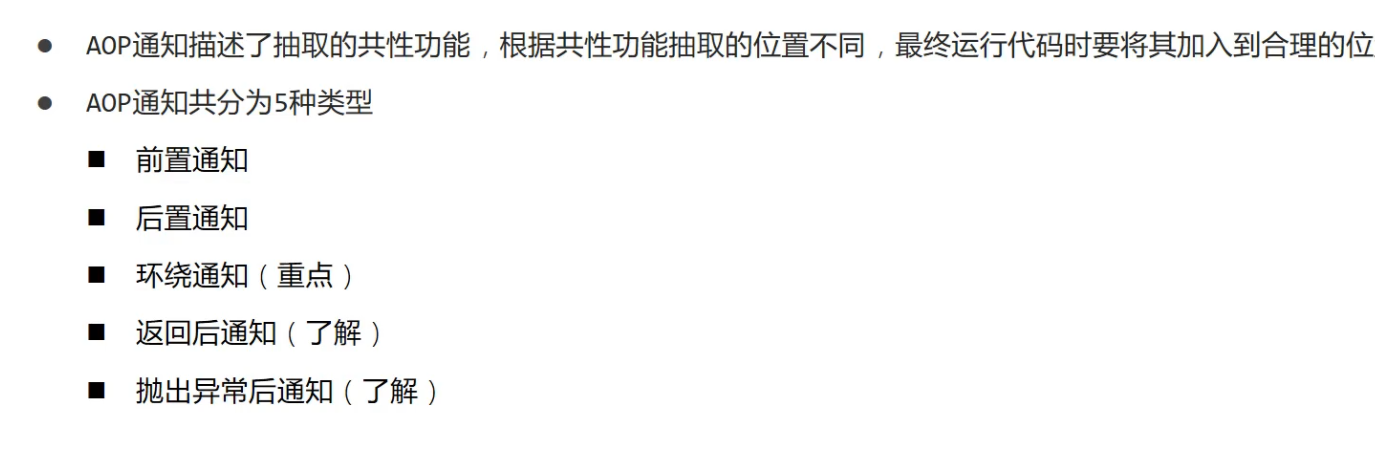 ● AOP通知描述了抽取的共性功能，根据共性功能抽取的位置不同，最终运行代码时要将其加入到合理的位
● AOP通知共分为5种类型
■ 前置通知
■ 后置通知
■ 环绕通知（重点）
■ 返回后通知（了解）
■ 抛出异常后通知（了解）